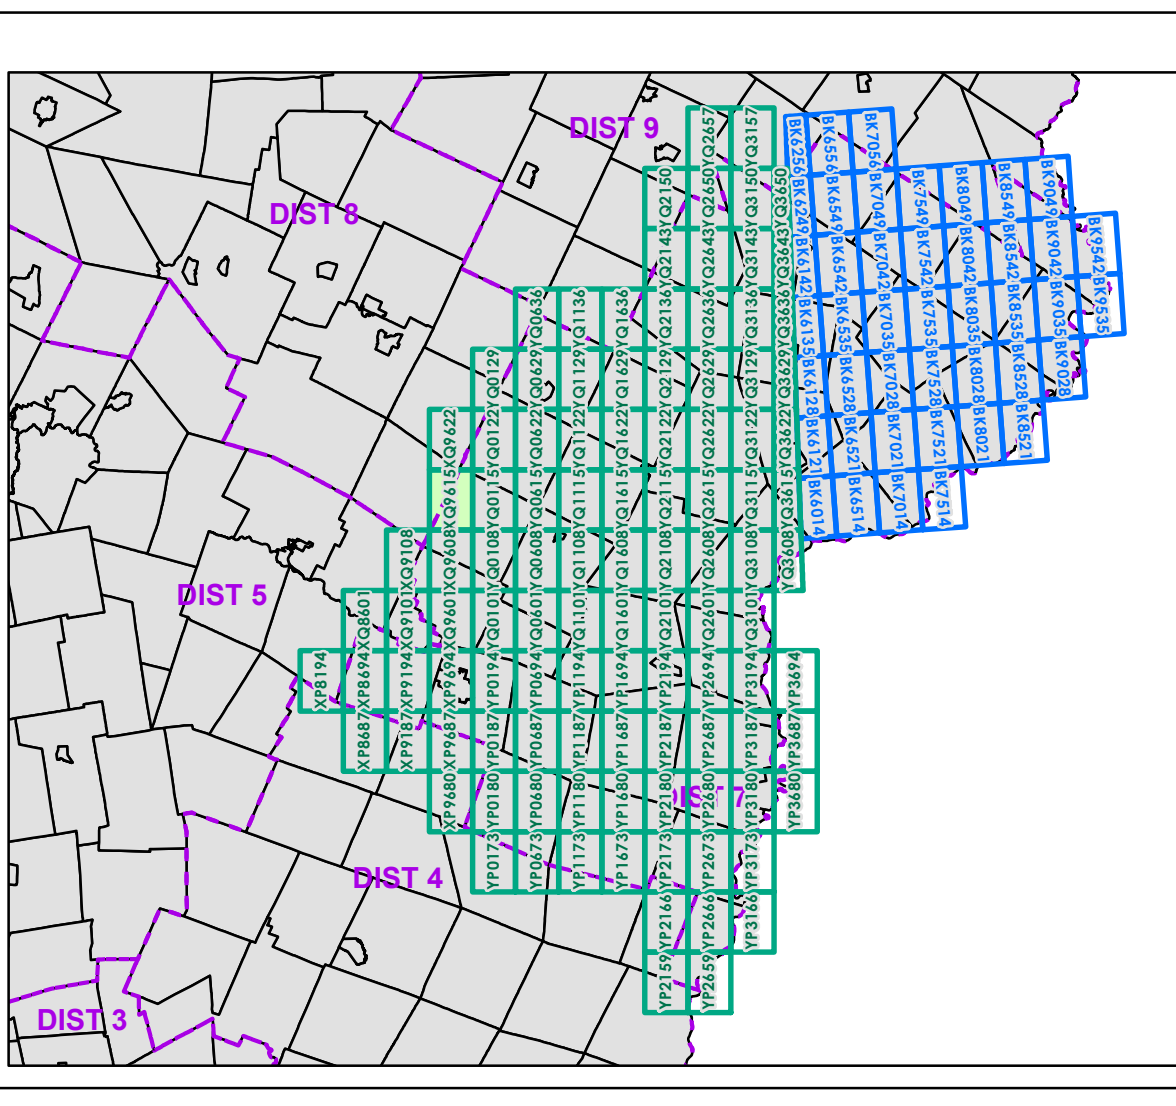 DIST 9
DIST 8
DIST 5
DIST 7
DIST 4
DIST 3
YQ2657 YQ3157
YQ2150 YQ2650 YQ3150 YQ3650
YQ2143 YQ2643 YQ3143 YQ3643
YQ0636 YQ1136 YQ1636 YQ2136 YQ2636 YQ3136 YQ3636
YQ0129 YQ0629 YQ1129 YQ1629 YQ2129 YQ2629 YQ3129 YQ3629
XQ9622 YQ0122 YQ0622 YQ1122 YQ1622 YQ2122 YQ2622 YQ3122 YQ3622
XQ9615 YQ0115 YQ0615 YQ1115 YQ1615 YQ2115 YQ2615 YQ3115 YQ3615
XQ9108 XQ9608 YQ0108 YQ0608 YQ1108 YQ1608 YQ2108 YQ2608 YQ3108
XQ8601 XQ9101 XQ9601 YQ0101 YQ0601 YQ1101 YQ1601 YQ2101 YQ2601 YQ3101
XP8194 XP8694 XP9194 XP9694 YP0194 YP0694 YP1194 YP1694 YP2194 YP2694 YP3194 YP3694
XP8687 XP9187 XP9687 YP0187 YP0687 YP1187 YP1687 YP2187 YP2687 YP3187 YP3687
XP9680 YP0180 YP0680 YP1180 YP1680 YP2180 YP2680 YP3180 YP3680
YP0173 YP0673 YP1173 YP1673 YP2173 YP2673 YP3173
YP2166 YP2666 YP3166
YP2159 YP2659
BK6256 BK6556 BK7056
BK6249 BK6549 BK7049 BK7549 BK8049 BK8549 BK9049
BK6142 BK6542 BK7042 BK7542 BK8042 BK8542 BK9042 BK9542
BK6135 BK6535 BK7035 BK7535 BK8035 BK8535 BK9035 BK9535
BK6128 BK6528 BK7028 BK7528 BK8028 BK8528 BK9028
BK6121 BK6521 BK7021 BK7521 BK8021 BK8521
BK6014 BK6514 BK7014 BK7514